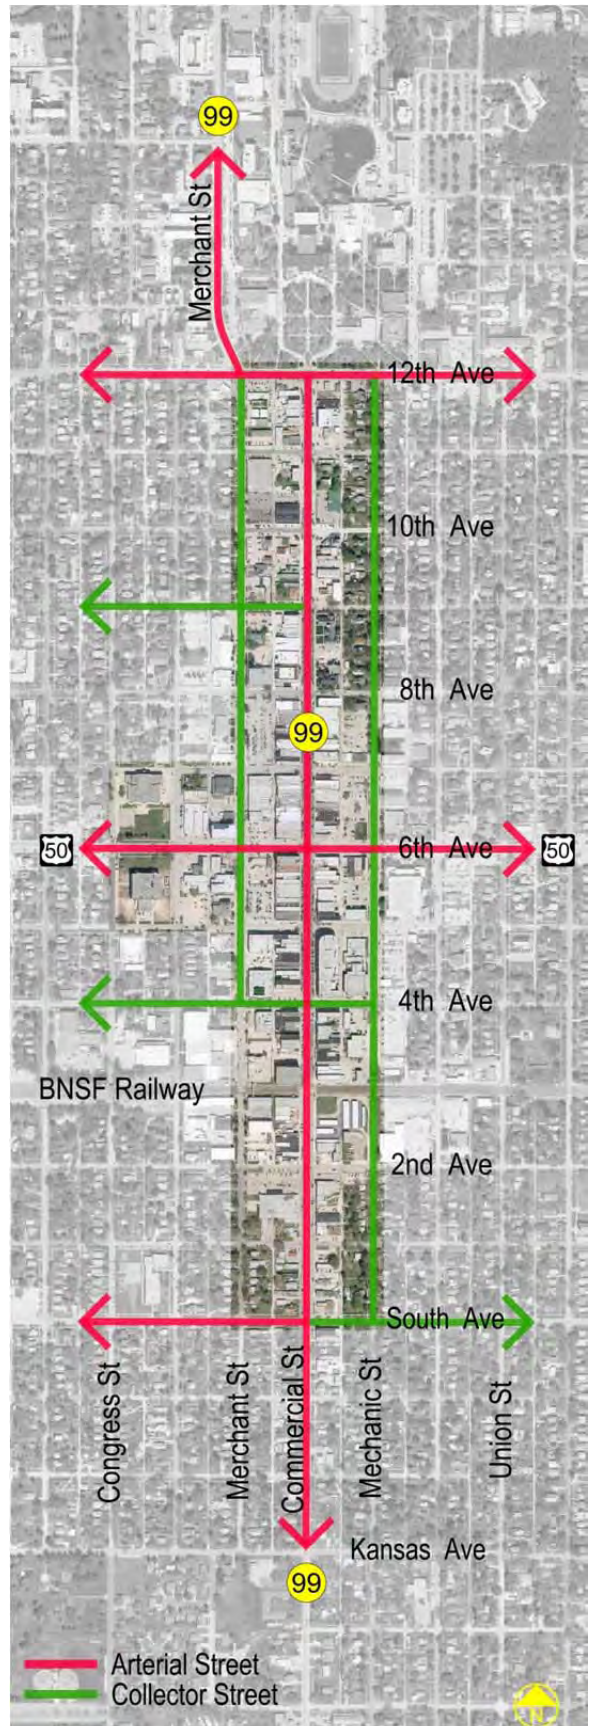 99
Merchant St
12th Ave
10th Ave
8th Ave
99
50
6th Ave
50
4th Ave
BNSF Railway
2nd Ave
South Ave
Congress St
Merchant St
Commercial St
Mechanic St
Union St
Kansas Ave
99
Arterial Street
Collector Street
N